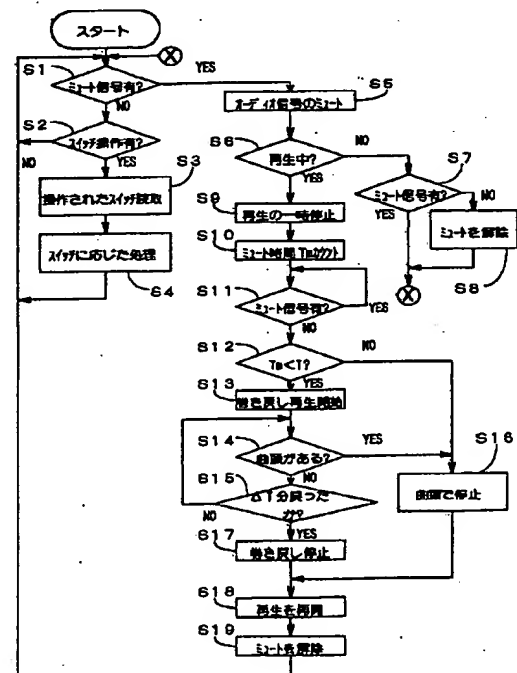 スタート
X
S1
ミュート信号有?
YES
NO
S2
スイッチ操作有?
NO
YES
S3
操作されたスイッチ読取
スイッチに応じた処理
S4
S5
オーディオ信号のミュート
S6
再生中?
NO
YES
S7
ミュート信号有?
NO
YES
ミュートを解除
S8
X
S9
再生の一時停止
S10
ミュート時間 Tmカウント
S11
ミュート信号有?
YES
NO
S12
Tm<T?
NO
YES
S13
巻き戻し再生開始
S14
曲頭がある?
YES
NO
S15
ΔT分戻ったか?
NO
YES
S16
曲頭で停止
S17
巻き戻し停止
S18
再生を再開
S19
ミュートを解除